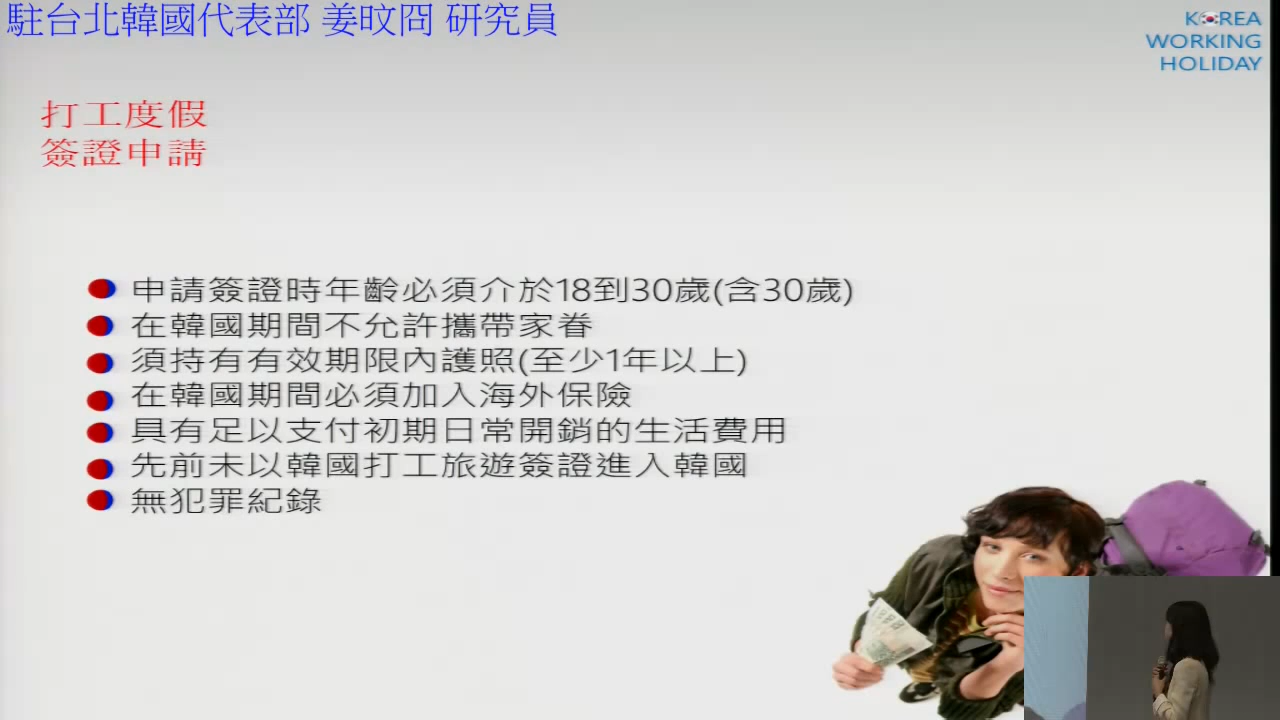 駐台北韓國代表部 姜旼冏 研究員
KOREA
WORKING
HOLIDAY
打工度假
簽證申請
申請簽證時年齡必須介於18到30歲(含30歲)
在韓國期間不允許攜帶家眷
須持有有效期限內護照(至少1年以上)
在韓國期間必須加入海外保險
具有足以支付初期日常開銷的生活費用
先前未以韓國打工旅遊簽證進入韓國
無犯罪紀錄